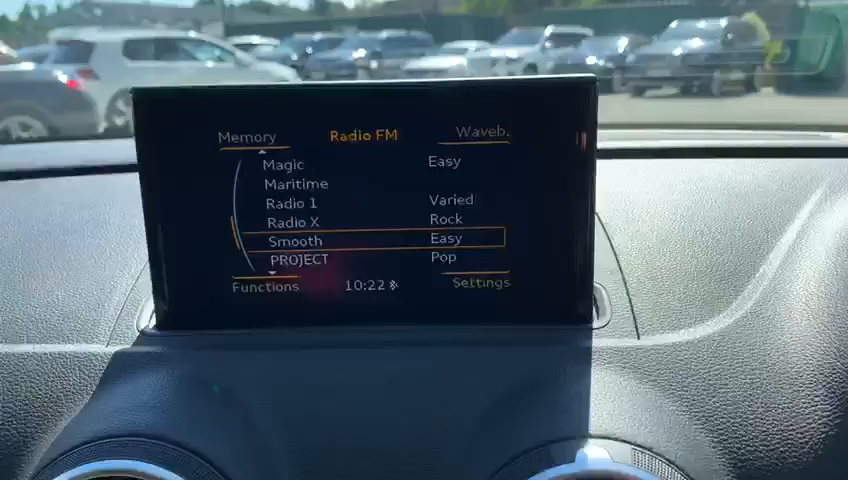 Memory Radio FM Waveb.
Magic Easy
Maritime
Radio 1 Varied
Radio X Rock
Smooth Easy
PROJECT Pop
Functions 10:22 Settings